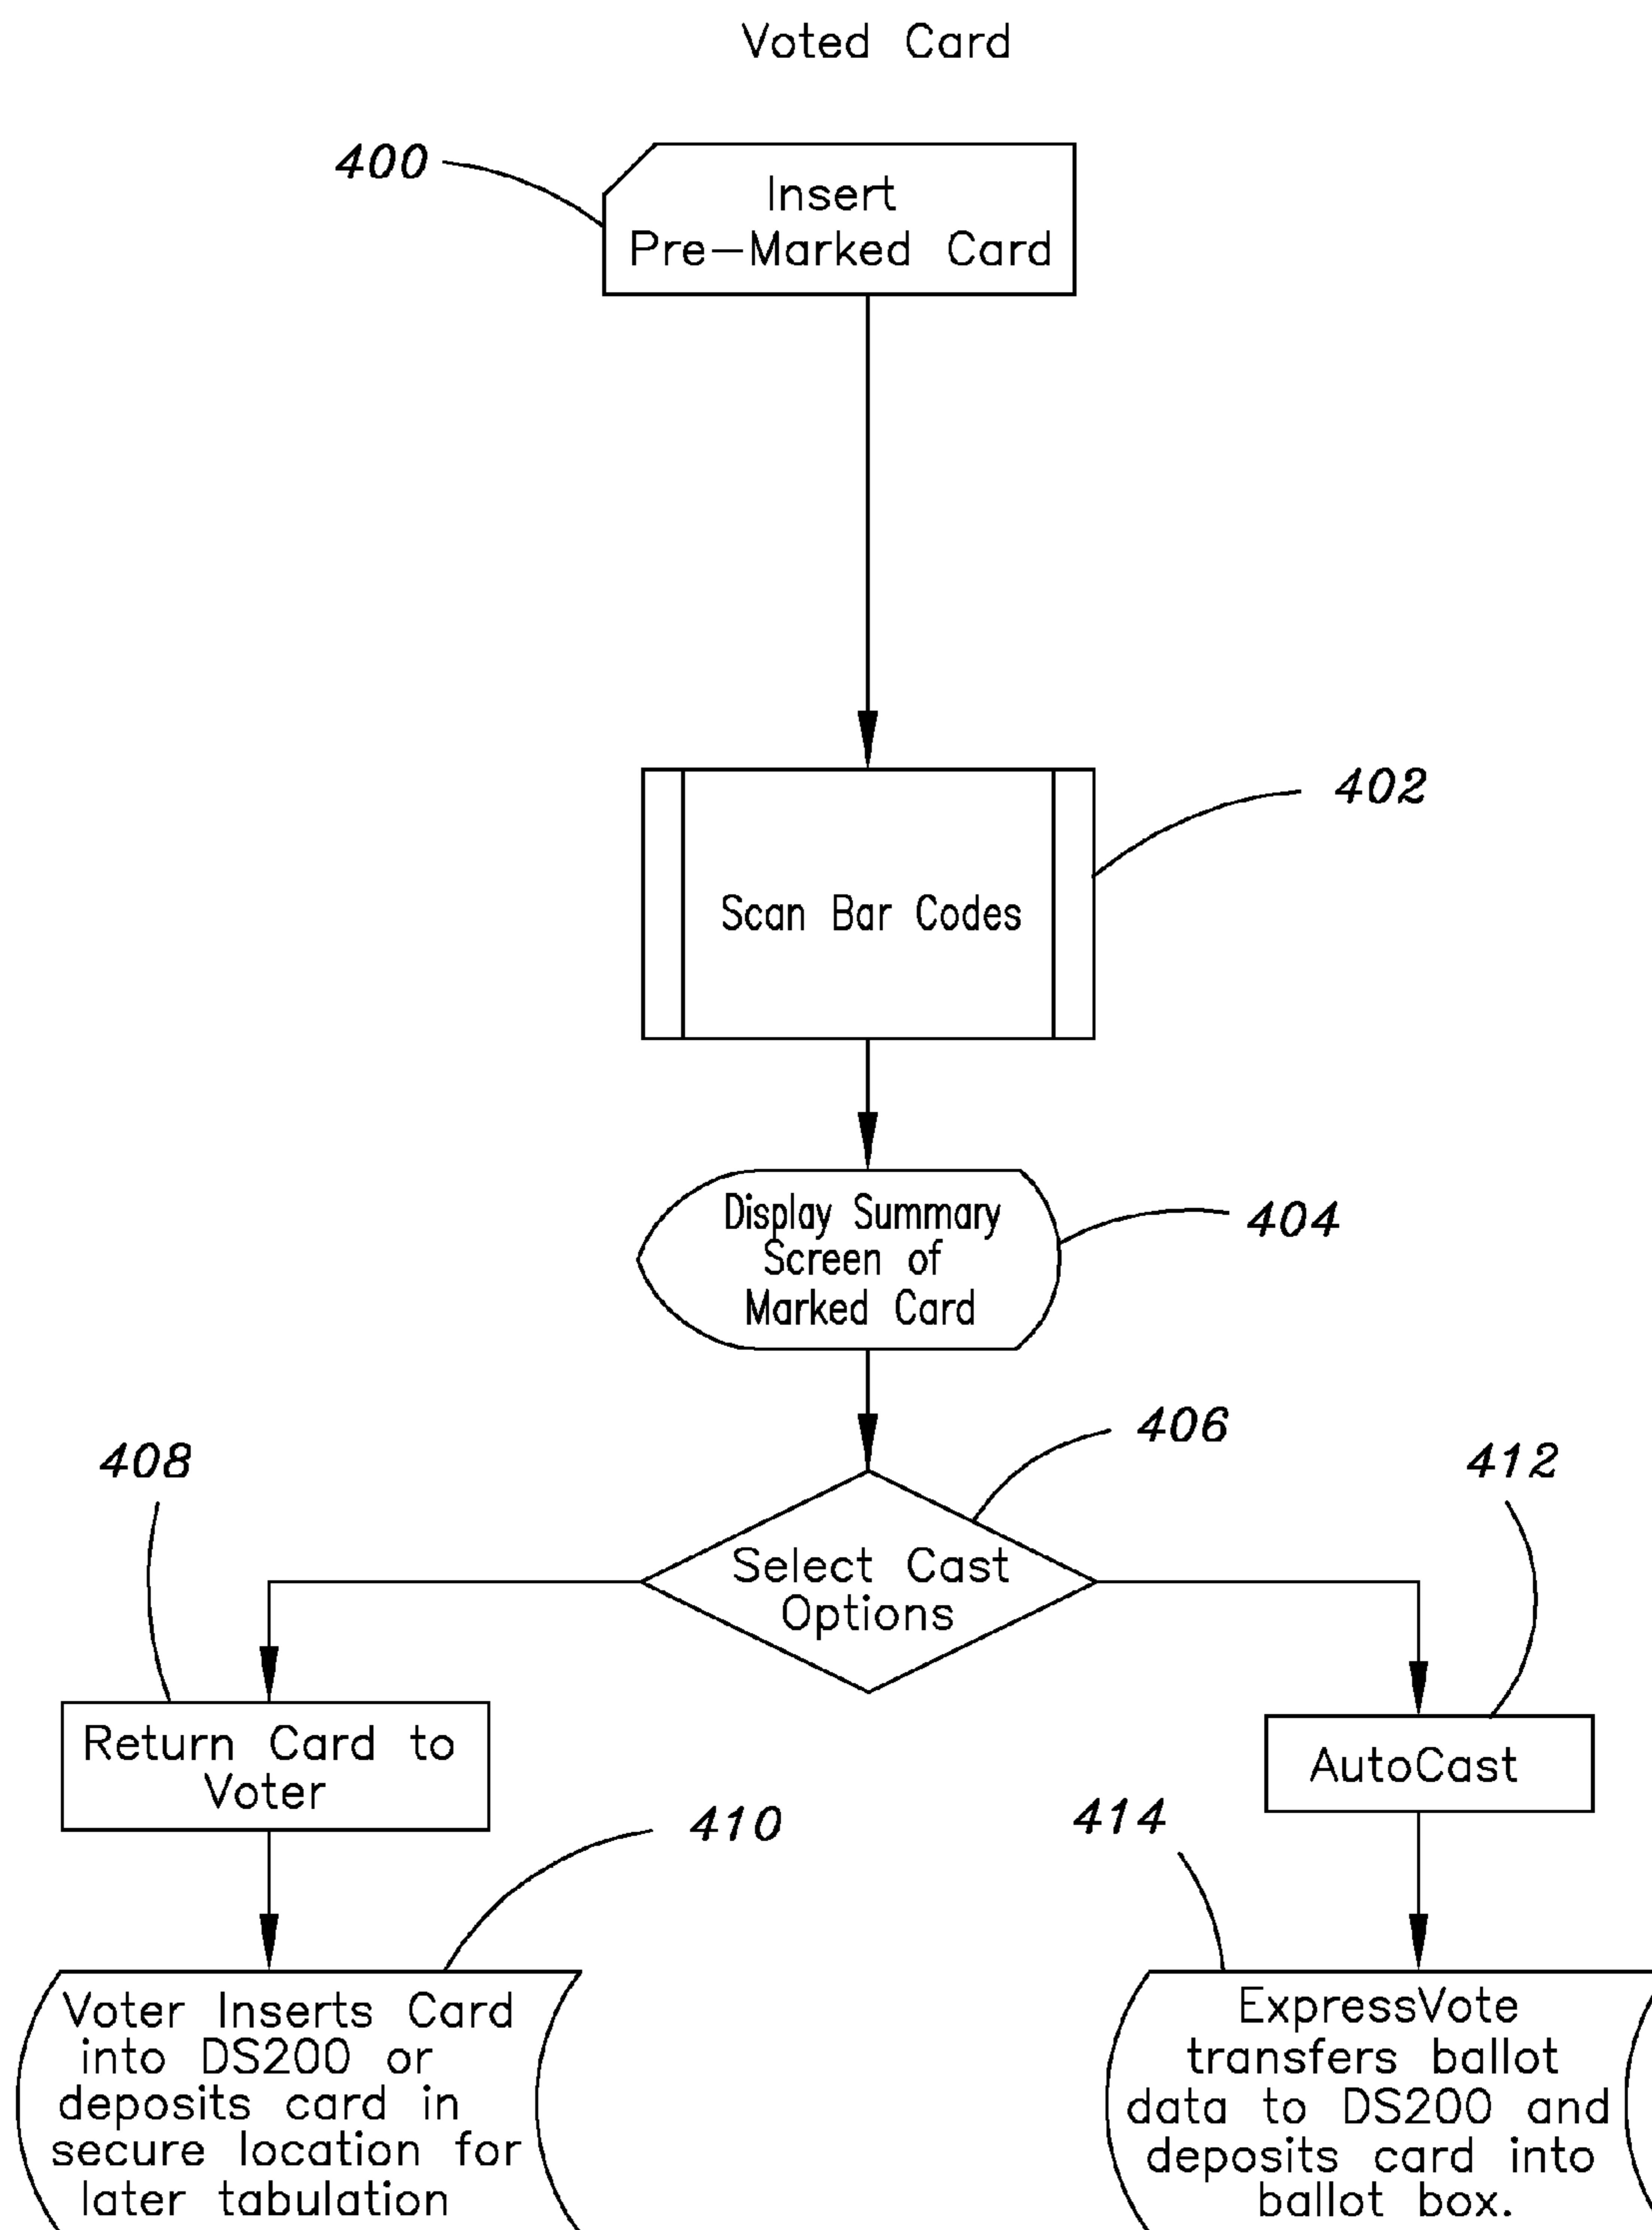 Voted Card
400
Insert
Pre-Marked Card
402
Scan Bar Codes
Display Summary
Screen of
Marked Card
404
406
408
412
Select Cast
Options
Return Card to
Voter
AutoCast
410
414
Voter Inserts Card
into DS200 or
deposits card in
secure location for
later tabulation
ExpressVote
transfers ballot
data to DS200 and
deposits card into
ballot box.